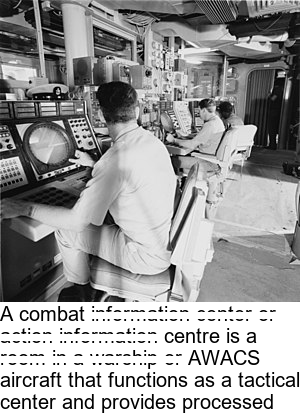 A combat information center or
action information centre is a
room in a warship or AWACS
aircraft that functions as a tactical
center and provides processed